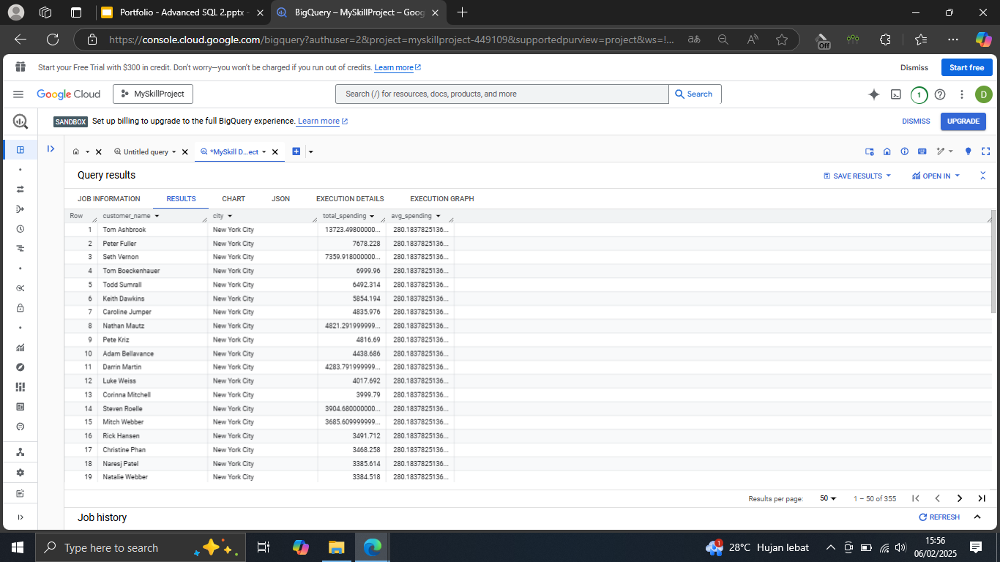 Portfolio - Advanced SQL 2.pptx -
BigQuery – MySkillProject – Goog
https://console.cloud.google.com/bigquery?authuser=2&project=myskillproject-449109&supportedpurview=project&ws=!...
aあ
A
Off
Start your Free Trial with $300 in credit. Don't worry—you won't be charged if you run out of credits. Learn more
Dismiss
Start free
Google Cloud
MySkillProject
Search (/) for resources, docs, products, and more
Search
1
D
SANDBOX Set up billing to upgrade to the full BigQuery experience. Learn more
DISMISS
UPGRADE
Untitled query
*MySkill D...ect
Query results
SAVE RESULTS
OPEN IN
JOB INFORMATION RESULTS CHART JSON EXECUTION DETAILS EXECUTION GRAPH
Row customer_name city total_spending avg_spending
1 Tom Ashbrook New York City 13723.49800000... 280.1837825136...
2 Peter Fuller New York City 7678.228 280.1837825136...
3 Seth Vernon New York City 7359.918000000... 280.1837825136...
4 Tom Boeckenhauer New York City 6999.96 280.1837825136...
5 Todd Sumrall New York City 6492.314 280.1837825136...
6 Keith Dawkins New York City 5854.194 280.1837825136...
7 Caroline Jumper New York City 4835.976 280.1837825136...
8 Nathan Mautz New York City 4821.291999999... 280.1837825136...
9 Pete Kriz New York City 4816.69 280.1837825136...
10 Adam Bellavance New York City 4438.686 280.1837825136...
11 Darrin Martin New York City 4283.791999999... 280.1837825136...
12 Luke Weiss New York City 4017.692 280.1837825136...
13 Corinna Mitchell New York City 3999.79 280.1837825136...
14 Steven Roelle New York City 3904.680000000... 280.1837825136...
15 Mitch Webber New York City 3685.609999999... 280.1837825136...
16 Rick Hansen New York City 3491.712 280.1837825136...
17 Christine Phan New York City 3468.258 280.1837825136...
18 Naresj Patel New York City 3385.614 280.1837825136...
19 Natalie Webber New York City 3384.518 280.1837825136...
Results per page: 50 1 – 50 of 355
Job history
REFRESH
Type here to search
1
28°C Hujan lebat
15:56
06/02/2025